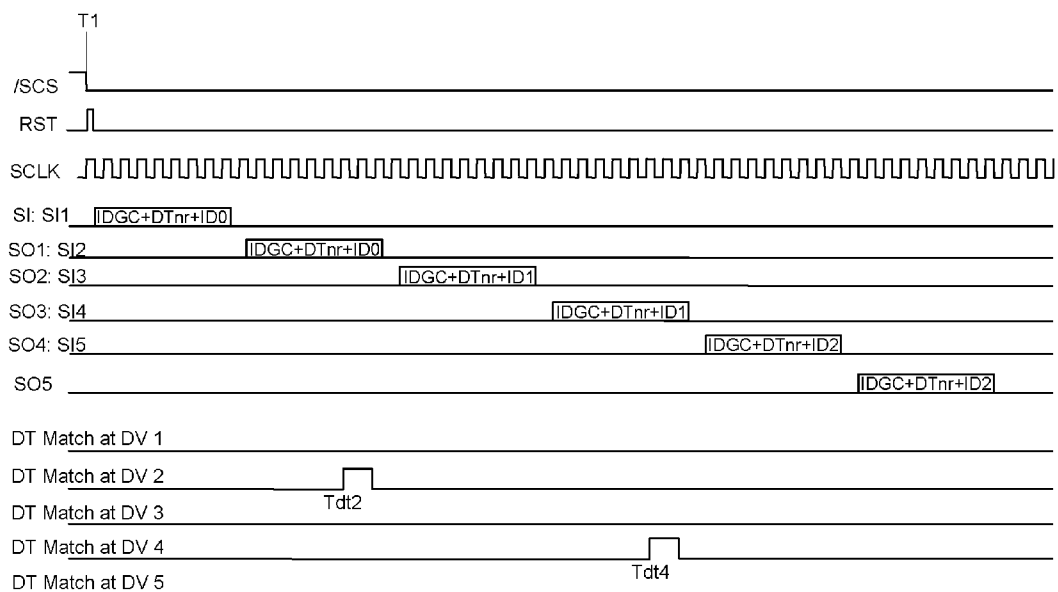 T1
/SCS
RST
SCLK
SI: SI1 IDGC+DTnr+ID0
SO1: SI2 IDGC+DTnr+ID0
SO2: SI3 IDGC+DTnr+ID1
SO3: SI4 IDGC+DTnr+ID1
SO4: SI5 IDGC+DTnr+ID2
SO5 IDGC+DTnr+ID2
DT Match at DV 1
DT Match at DV 2
Tdt2
DT Match at DV 3
DT Match at DV 4
Tdt4
DT Match at DV 5